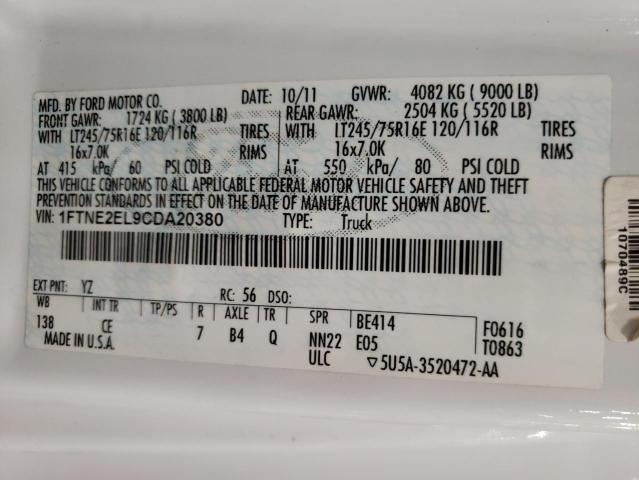 MFD. BY FORD MOTOR CO. DATE: 10/11 GVWR: 4082 KG ( 9000 LB)
FRONT GAWR: 1724 KG ( 3800 LB) REAR GAWR: 2504 KG ( 5520 LB)
WITH LT245/75R16E 120/116R TIRES WITH LT245/75R16E 120/116R TIRES
16x7.0K RIMS 16x7.0K RIMS
AT 415 kPa/ 60 PSI COLD AT 550 kPa/ 80 PSI COLD
THIS VEHICLE CONFORMS TO ALL APPLICABLE FEDERAL MOTOR VEHICLE SAFETY AND THEFT
PREVENTION STANDARDS IN EFFECT ON THE DATE OF MANUFACTURE SHOWN ABOVE.
VIN: 1FTNE2EL9CDA20380 TYPE: Truck
EXT PNT: YZ RC: 56 DSO:
WB INT TR TP/PS R AXLE TR SPR BE414 F0616
138 CE 7 B4 Q NN22 E05 T0863
MADE IN U.S.A. ULC ▽5U5A-3520472-AA
1070489C